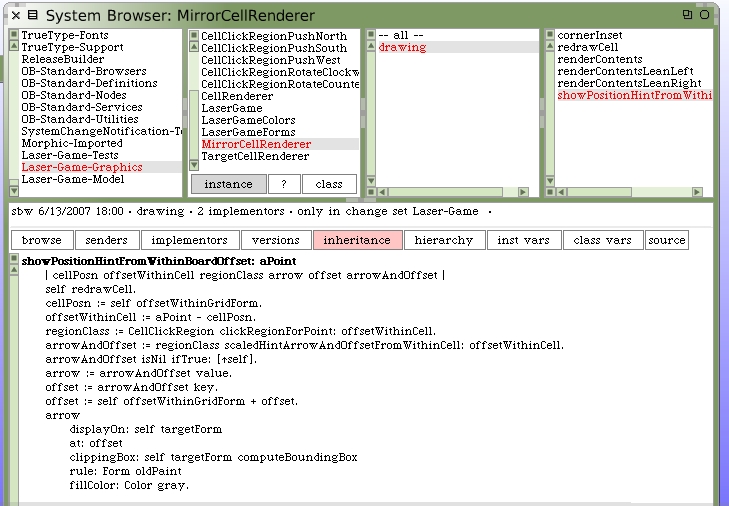 System Browser: MirrorCellRenderer
TrueType-Fonts
TrueType-Support
ReleaseBuilder
OB-Standard-Browsers
OB-Standard-Definitions
OB-Standard-Nodes
OB-Standard-Services
OB-Standard-Utilities
SystemChangeNotification-Te
Morphic-Imported
Laser-Game-Tests
Laser-Game-Graphics
Laser-Game-Model
CellClickRegionPushNorth
CellClickRegionPushSouth
CellClickRegionPushWest
CellClickRegionRotateClockw
CellClickRegionRotateCounte
CellRenderer
LaserGame
LaserGameColors
LaserGameForms
MirrorCellRenderer
TargetCellRenderer
instance ? class
-- all --
drawing
cornerInset
redrawCell
renderContents
renderContentsLeanLeft
renderContentsLeanRight
showPositionHintFromWithi
sbw 6/13/2007 18:00 · drawing · 2 implementors · only in change set Laser-Game ·
browse senders implementors versions inheritance hierarchy inst vars class vars source
showPositionHintFromWithinBoardOffset: aPoint
| cellPosn offsetWithinCell regionClass arrow offset arrowAndOffset |
self redrawCell.
cellPosn := self offsetWithinGridForm.
offsetWithinCell := aPoint - cellPosn.
regionClass := CellClickRegion clickRegionForPoint: offsetWithinCell.
arrowAndOffset := regionClass scaledHintArrowAndOffsetFromWithinCell: offsetWithinCell.
arrowAndOffset isNil ifTrue: [↑self].
arrow := arrowAndOffset value.
offset := arrowAndOffset key.
offset := self offsetWithinGridForm + offset.
arrow
displayOn: self targetForm
at: offset
clippingBox: self targetForm computeBoundingBox
rule: Form oldPaint
fillColor: Color gray.